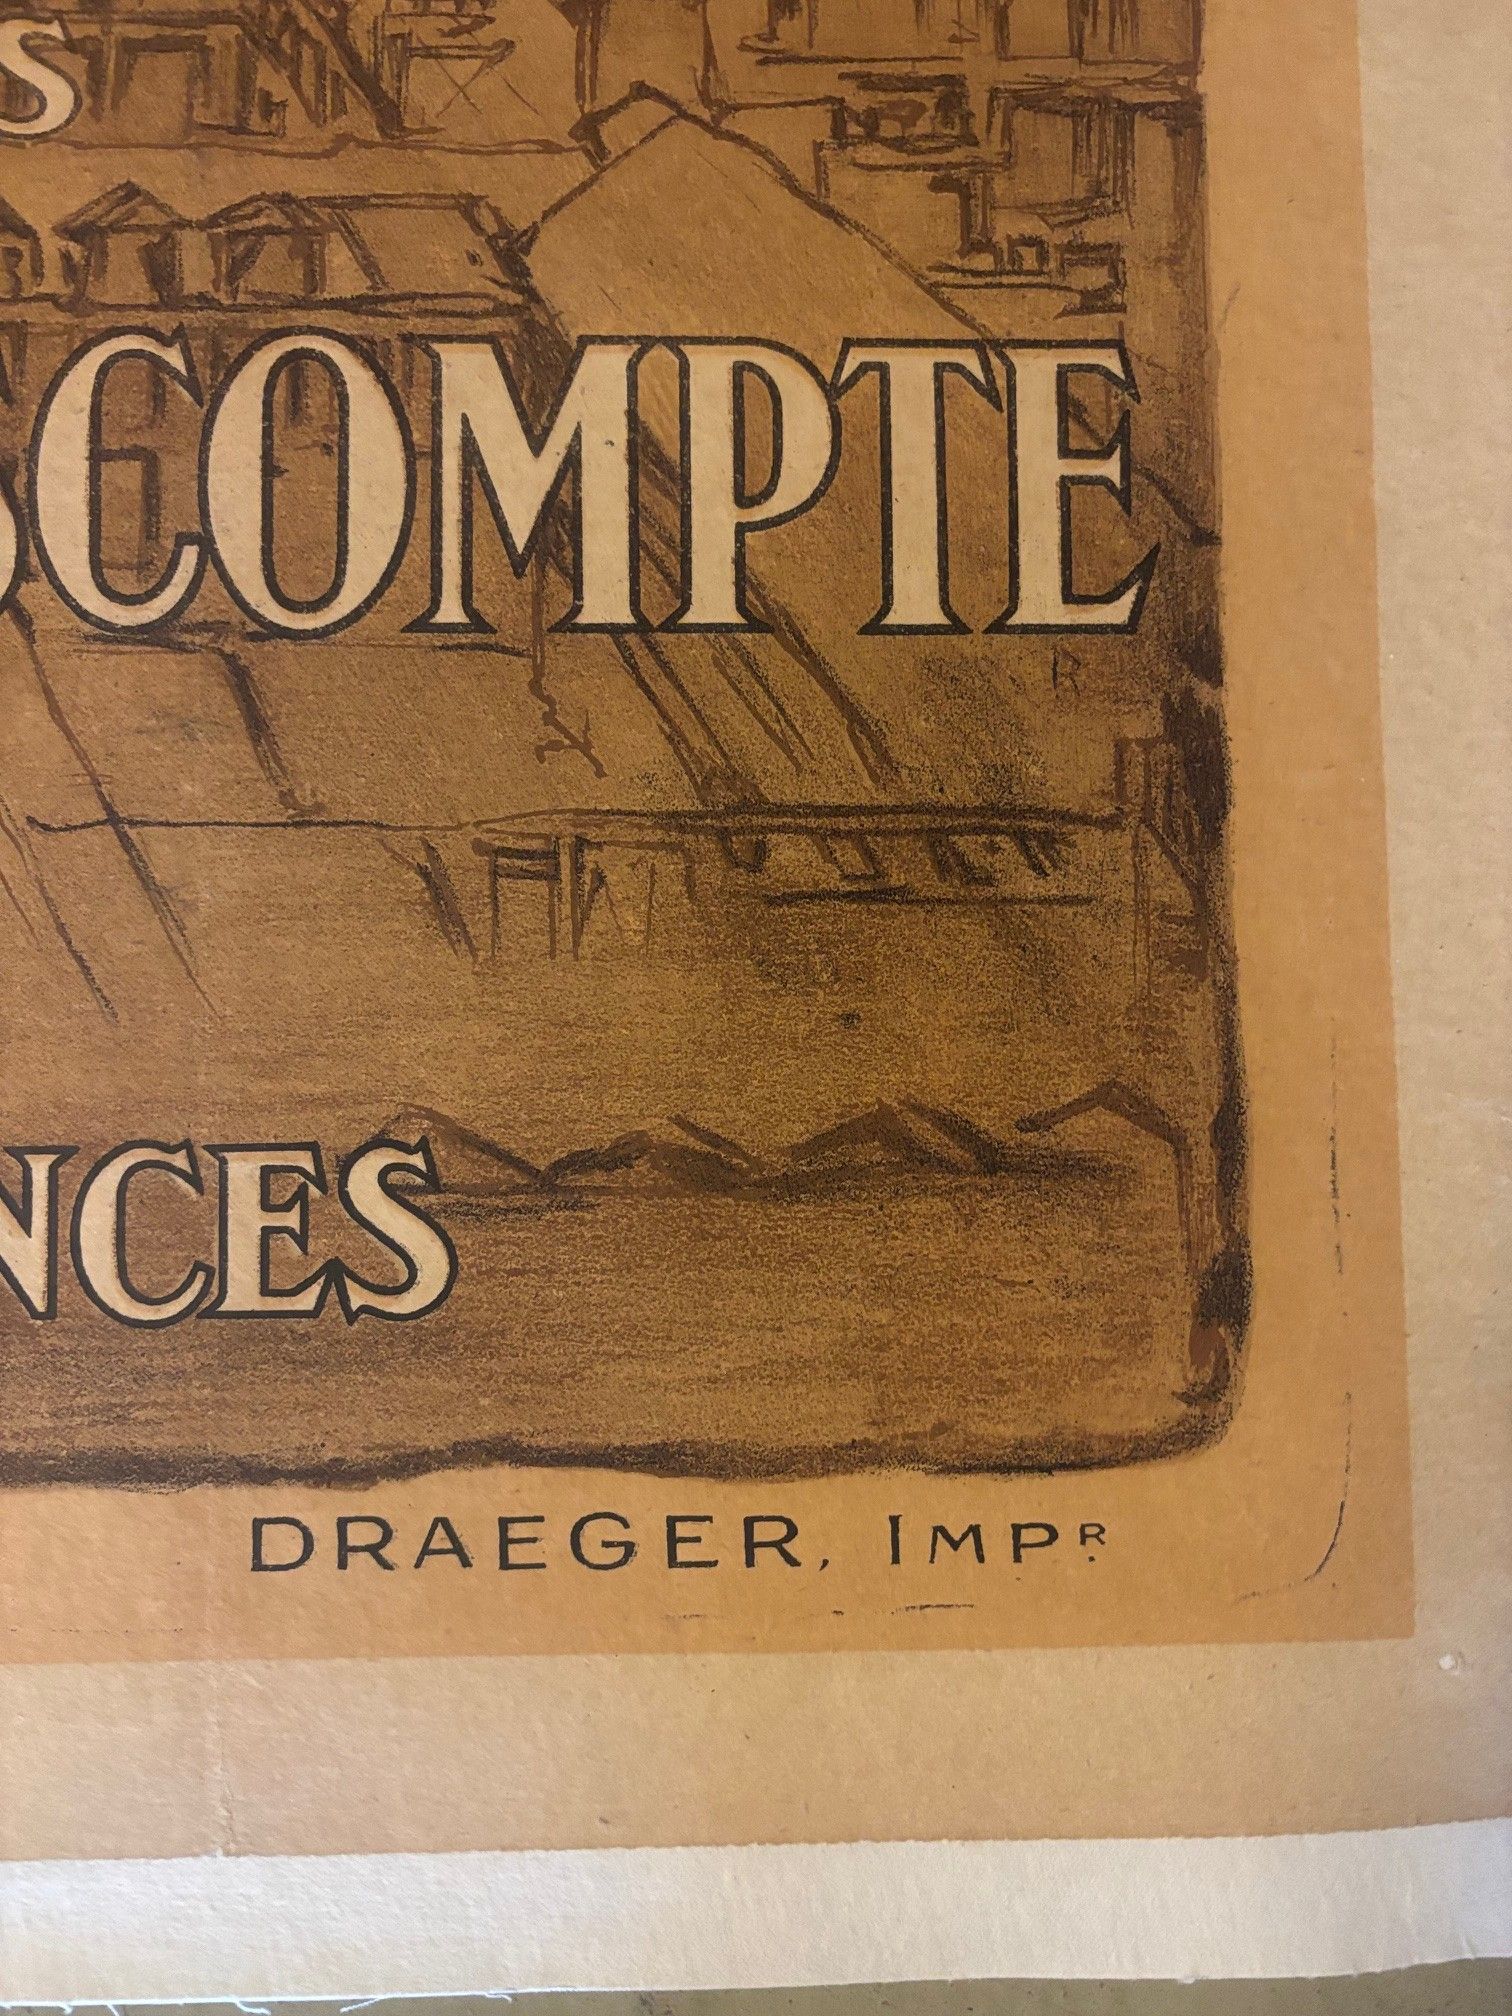 S
SCOMPTE
NCES
DRAEGER, IMPR.